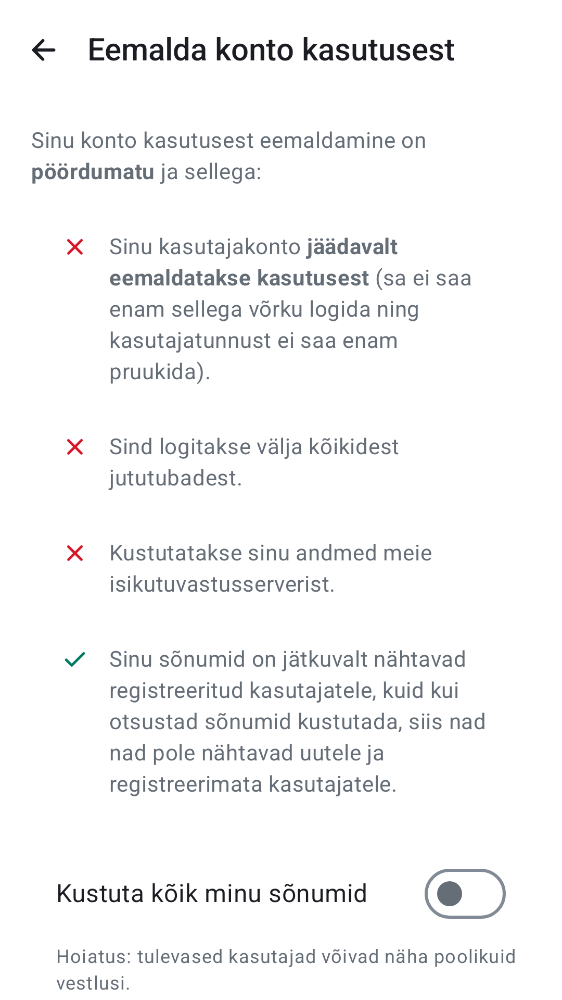 Eemalda konto kasutusest
Sinu konto kasutusest eemaldamine on
pöördumatu ja sellega:
Sinu kasutajakonto jäädavalt
eemaldatakse kasutusest (sa ei saa
enam sellega võrku logida ning
kasutajatunnust ei saa enam
pruukida).
Sind logitakse välja kõikidest
jututubadest.
Kustutatakse sinu andmed meie
isikutuvastusserverist.
Sinu sõnumid on jätkuvalt nähtavad
registreeritud kasutajatele, kuid kui
otsustad sõnumid kustutada, siis nad
nad pole nähtavad uutele ja
registreerimata kasutajatele.
Kustuta kõik minu sõnumid
Hoiatus: tulevased kasutajad võivad näha poolikuid
vestlusi.